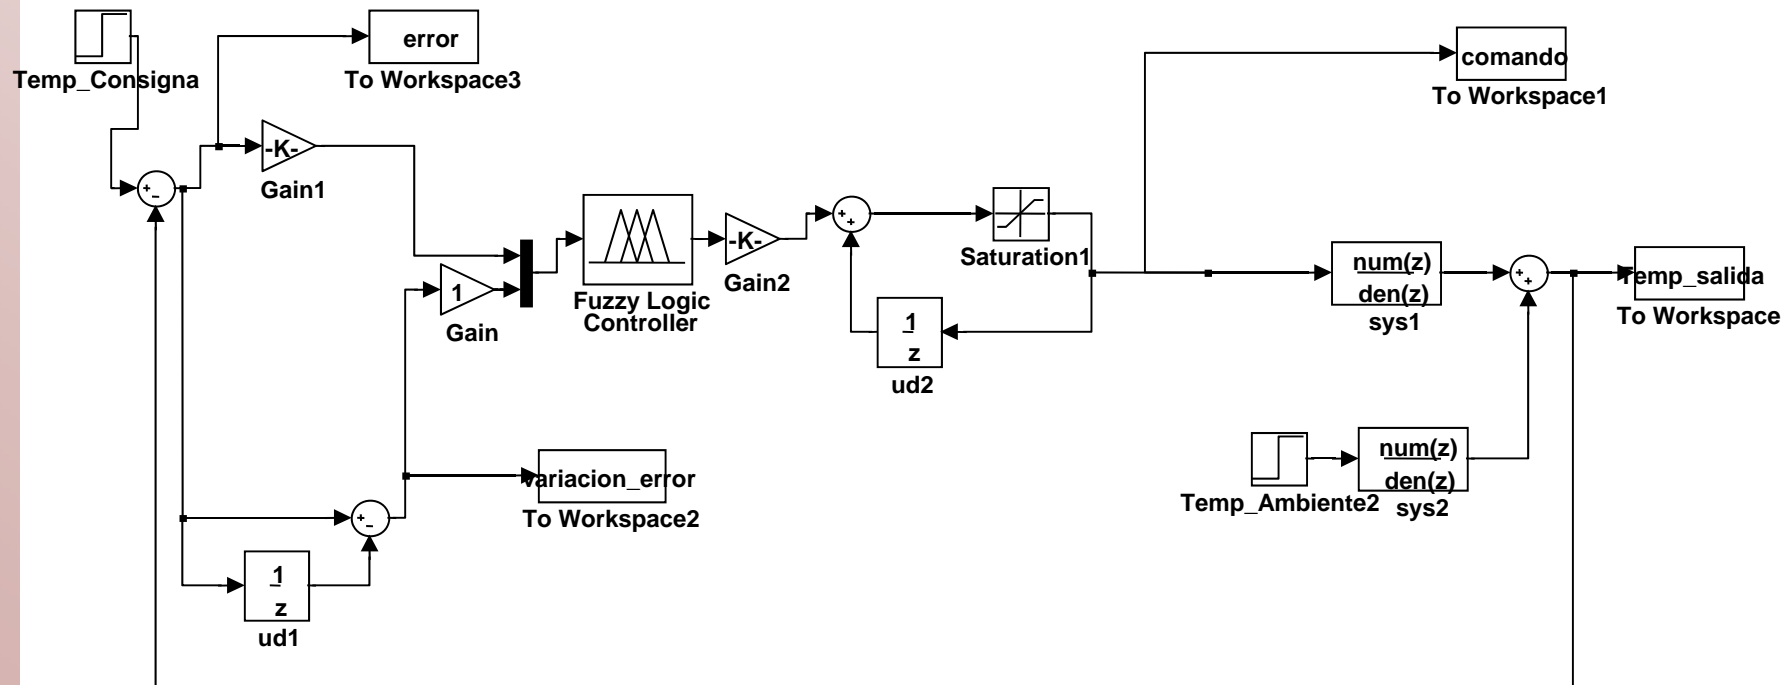 error
Temp_Consigna
To Workspace3
comando
To Workspace1
-K-
Gain1
+
-
Fuzzy Logic
Controller
-K-
Gain2
+
+
Saturation1
1
Gain
1
z
ud2
num(z)
den(z)
sys1
+
+
Temp_salida
To Workspace
variacion_error
To Workspace2
+
-
Temp_Ambiente2
num(z)
den(z)
sys2
1
z
ud1